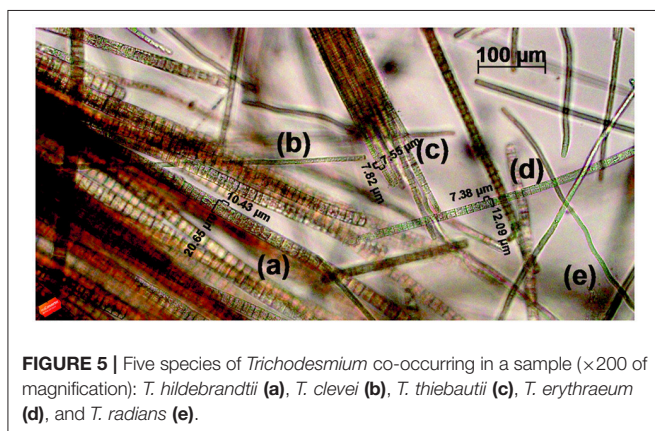 100 µm
(b)
7.55 µm
(c)
7.82 µm
(d)
7.38 µm
10.43 µm
12.09 µm
20.65 µm
(a)
(e)
FIGURE 5 | Five species of Trichodesmium co-occurring in a sample (×200 of
magnification): T. hildebrandtii (a), T. clevei (b), T. thiebautii (c), T. erythraeum
(d), and T. radians (e).